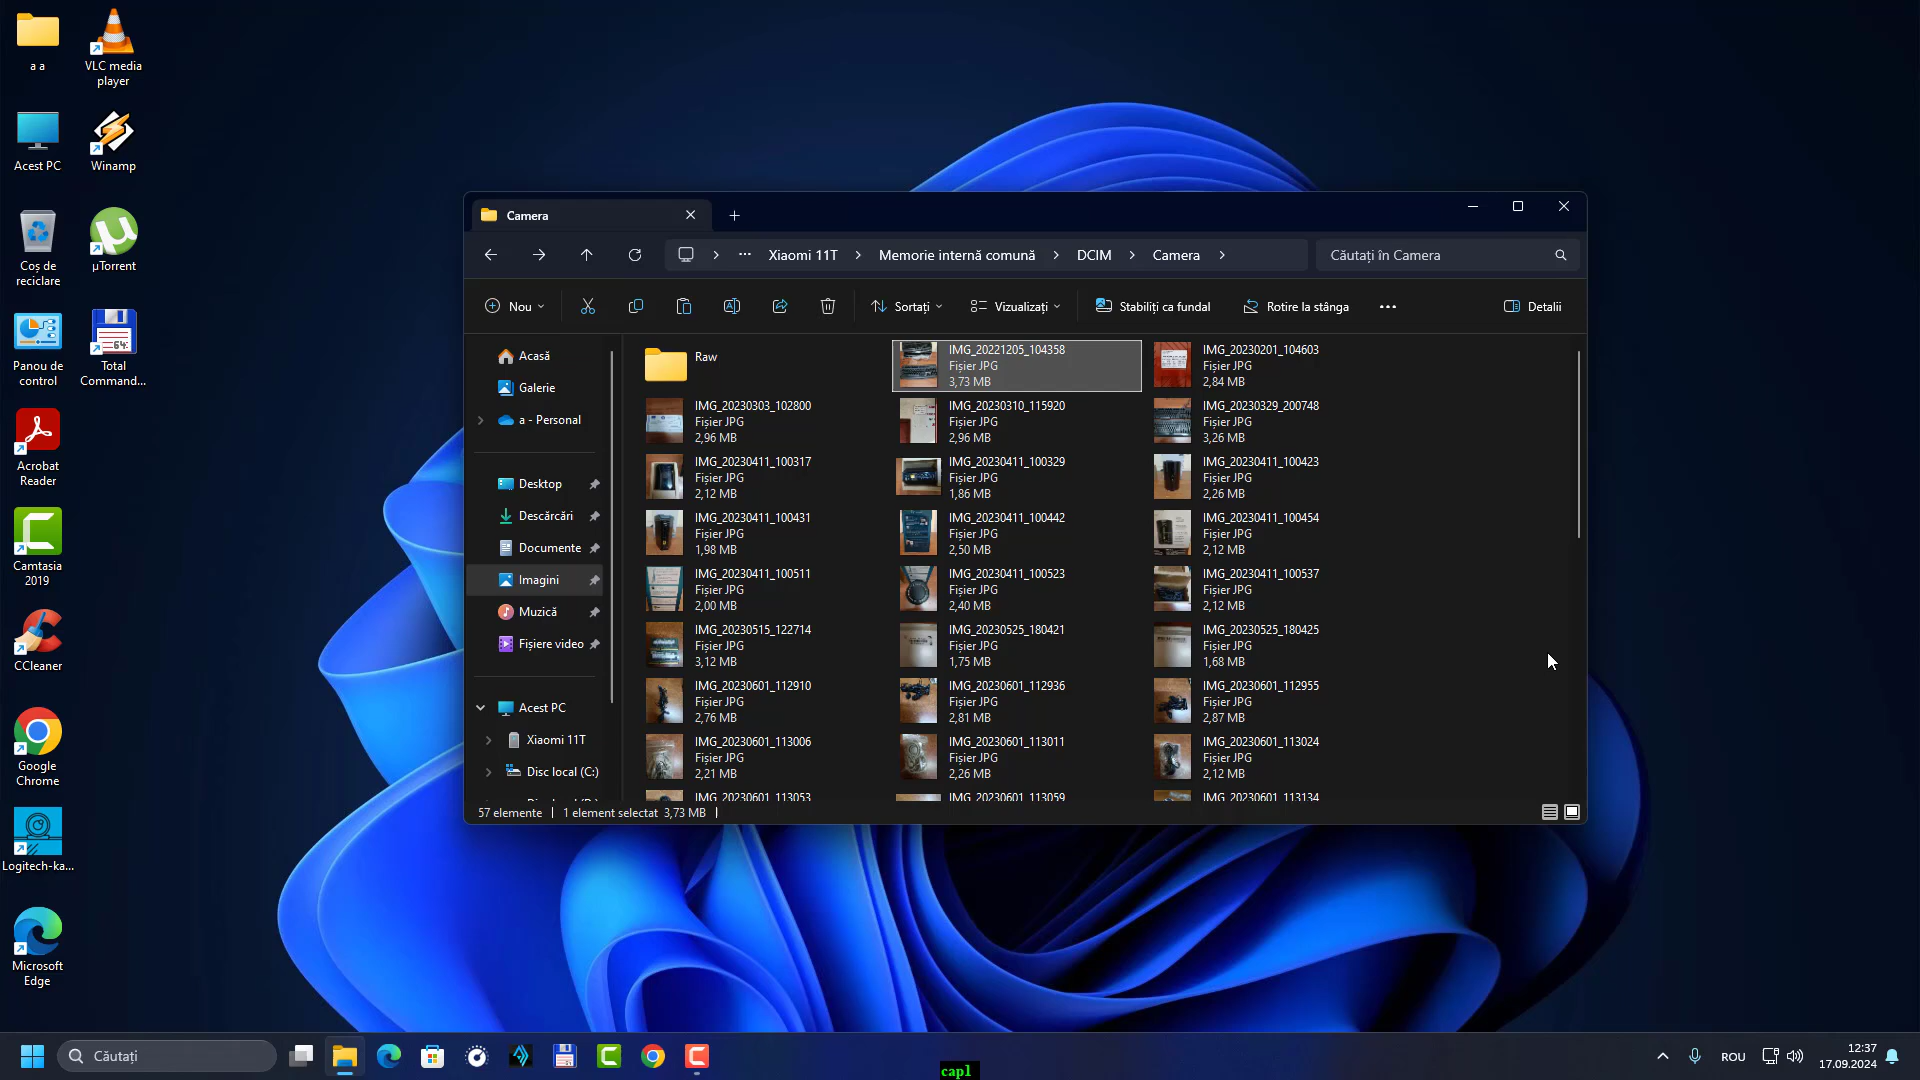 a a
VLC media
player
Acest PC
Winamp
Coș de
reciclare
µTorrent
Panou de
control
64:
Total
Command...
Acrobat
Reader
Camtasia
2019
CCleaner
Google
Chrome
Logitech-ka...
Microsoft
Edge
Camera
Xiaomi 11T
Memorie internă comună
DCIM
Camera
Căutați în Camera
Nou
Sortați
Vizualizați
Stabiliți ca fundal
Rotire la stânga
Detalii
Acasă
Galerie
a - Personal
Desktop
Descărcări
Documente
Imagini
Muzică
Fișiere video
Acest PC
Xiaomi 11T
Disc local (C:)
Raw
IMG_20221205_104358
Fișier JPG
3,73 MB
IMG_20230201_104603
Fișier JPG
2,84 MB
IMG_20230303_102800
Fișier JPG
2,96 MB
IMG_20230310_115920
Fișier JPG
2,96 MB
IMG_20230329_200748
Fișier JPG
3,26 MB
IMG_20230411_100317
Fișier JPG
2,12 MB
IMG_20230411_100329
Fișier JPG
1,86 MB
IMG_20230411_100423
Fișier JPG
2,26 MB
IMG_20230411_100431
Fișier JPG
1,98 MB
IMG_20230411_100442
Fișier JPG
2,50 MB
IMG_20230411_100454
Fișier JPG
2,12 MB
IMG_20230411_100511
Fișier JPG
2,00 MB
IMG_20230411_100523
Fișier JPG
2,40 MB
IMG_20230411_100537
Fișier JPG
2,12 MB
IMG_20230515_122714
Fișier JPG
3,12 MB
IMG_20230525_180421
Fișier JPG
1,75 MB
IMG_20230525_180425
Fișier JPG
1,68 MB
IMG_20230601_112910
Fișier JPG
2,76 MB
IMG_20230601_112936
Fișier JPG
2,81 MB
IMG_20230601_112955
Fișier JPG
2,87 MB
IMG_20230601_113006
Fișier JPG
2,21 MB
IMG_20230601_113011
Fișier JPG
2,26 MB
IMG_20230601_113024
Fișier JPG
2,12 MB
IMG_20230601_113053
IMG_20230601_113059
IMG_20230601_113134
57 elemente
1 element selectat 3,73 MB
Căutați
capl
ROU
12:37
17.09.2024